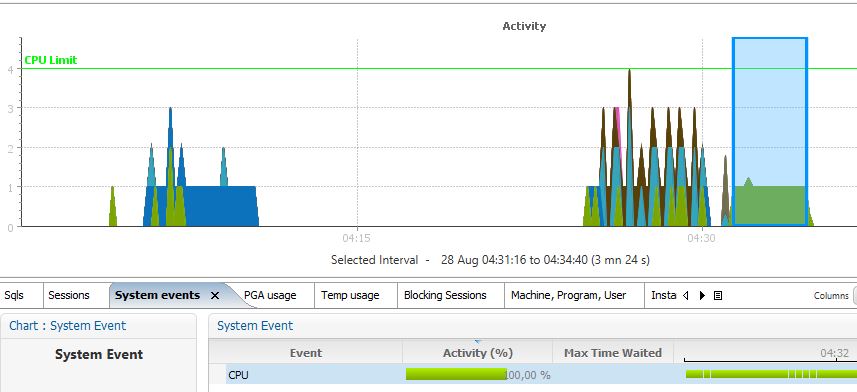 Activity
CPU Limit
4
3
2
1
0
04:15 04:30
Selected Interval - 28 Aug 04:31:16 to 04:34:40 (3 mn 24 s)
Sqls Sessions System events PGA usage Temp usage Blocking Sessions Machine, Program, User Insta Columns
Chart : System Event System Event
System Event
Event Activity (%) Max Time Waited 04:32
CPU 100,00 %